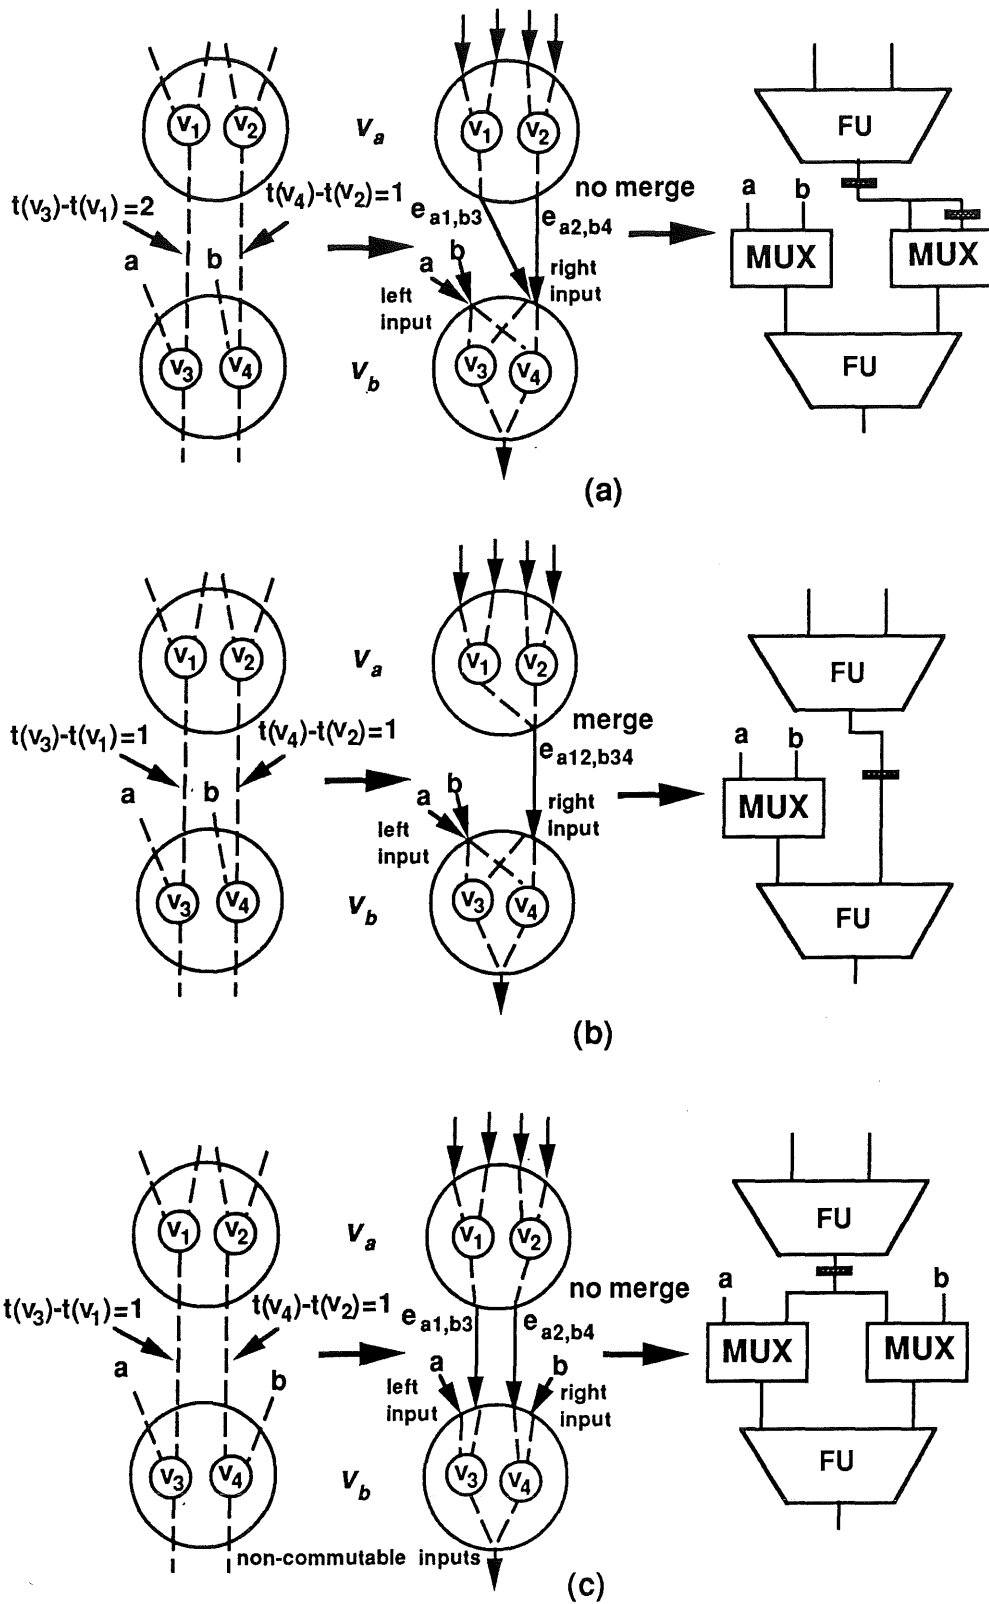 V1 V2
Va
V1 V2
FU
t(v3)-t(v1)=2
t(v4)-t(v2)=1
no merge
a b
ea1,b3
ea2,b4
MUX MUX
a b
a b
left input
right input
V3 V4
Vb
V3 V4
FU
(a)
V1 V2
Va
V1 V2
FU
merge
t(v3)-t(v1)=1
t(v4)-t(v2)=1
ea12,b34
a b
a b
a b
MUX
left input
right input
V3 V4
Vb
V3 V4
FU
(b)
V1 V2
Va
V1 V2
FU
no merge
a b
t(v3)-t(v1)=1
t(v4)-t(v2)=1
ea1,b3
ea2,b4
MUX MUX
a b
a b
left input
right input
V3 V4
Vb
V3 V4
FU
non-commutable inputs
(c)